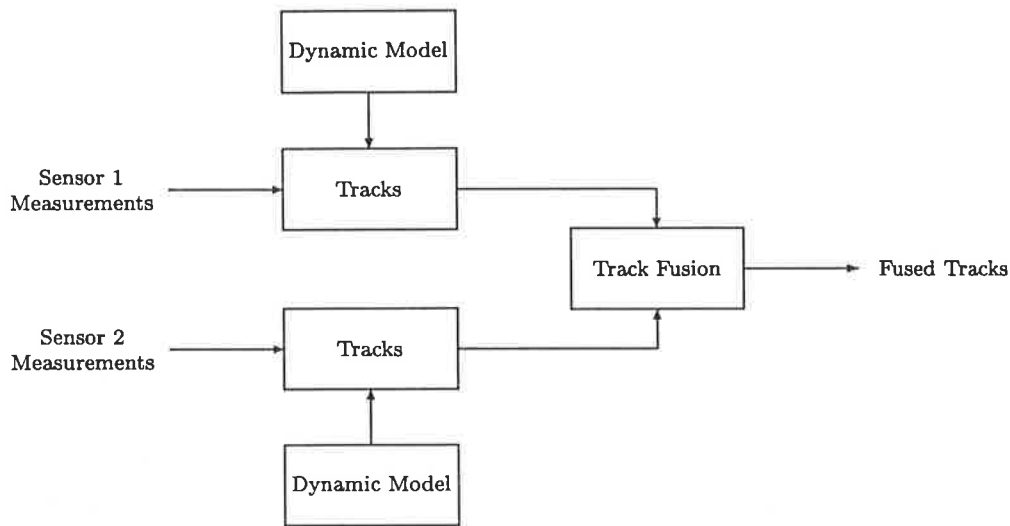 Dynamic Model
Sensor 1
Measurements
Tracks
Track Fusion
Fused Tracks
Sensor 2
Measurements
Tracks
Dynamic Model